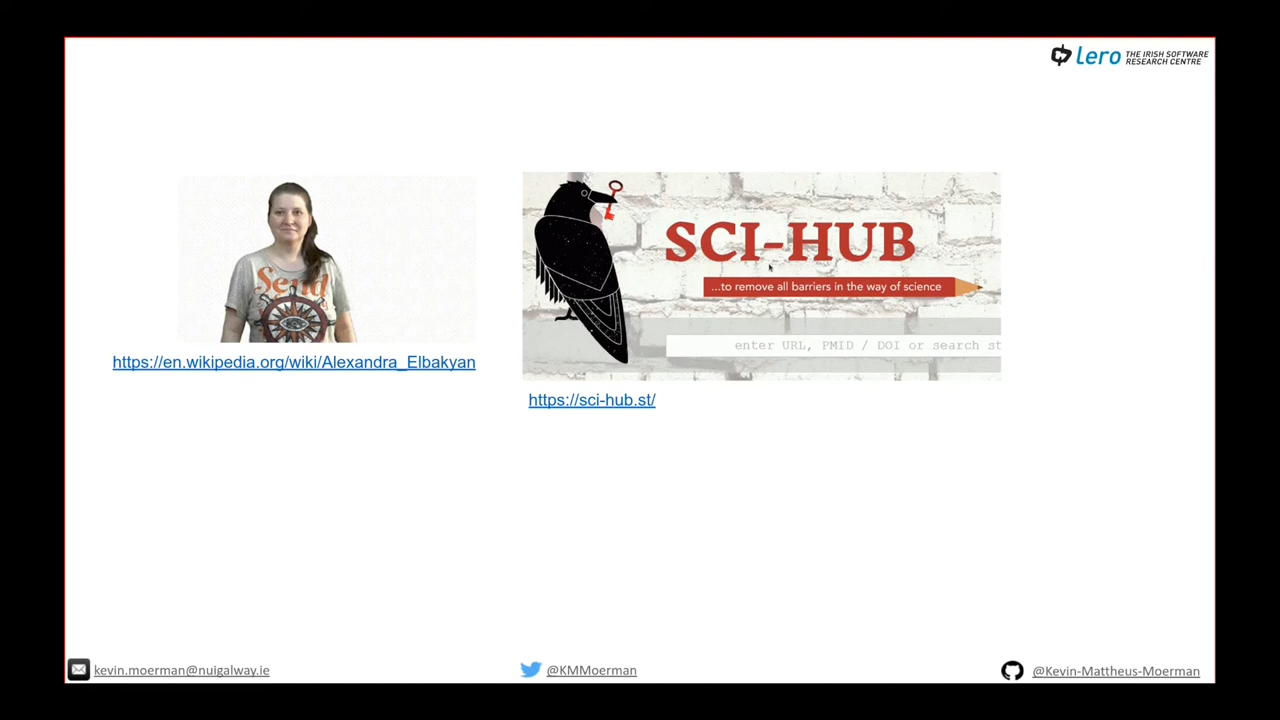 lero THE IRISH SOFTWARE
RESEARCH CENTRE
Send
https://en.wikipedia.org/wiki/Alexandra_Elbakyan
SCI-HUB
...to remove all barriers in the way of science
enter URL, PMID / DOI or search st
https://sci-hub.st/
kevin.moerman@nuigalway.ie
@KMMoerman
@Kevin-Mattheus-Moerman